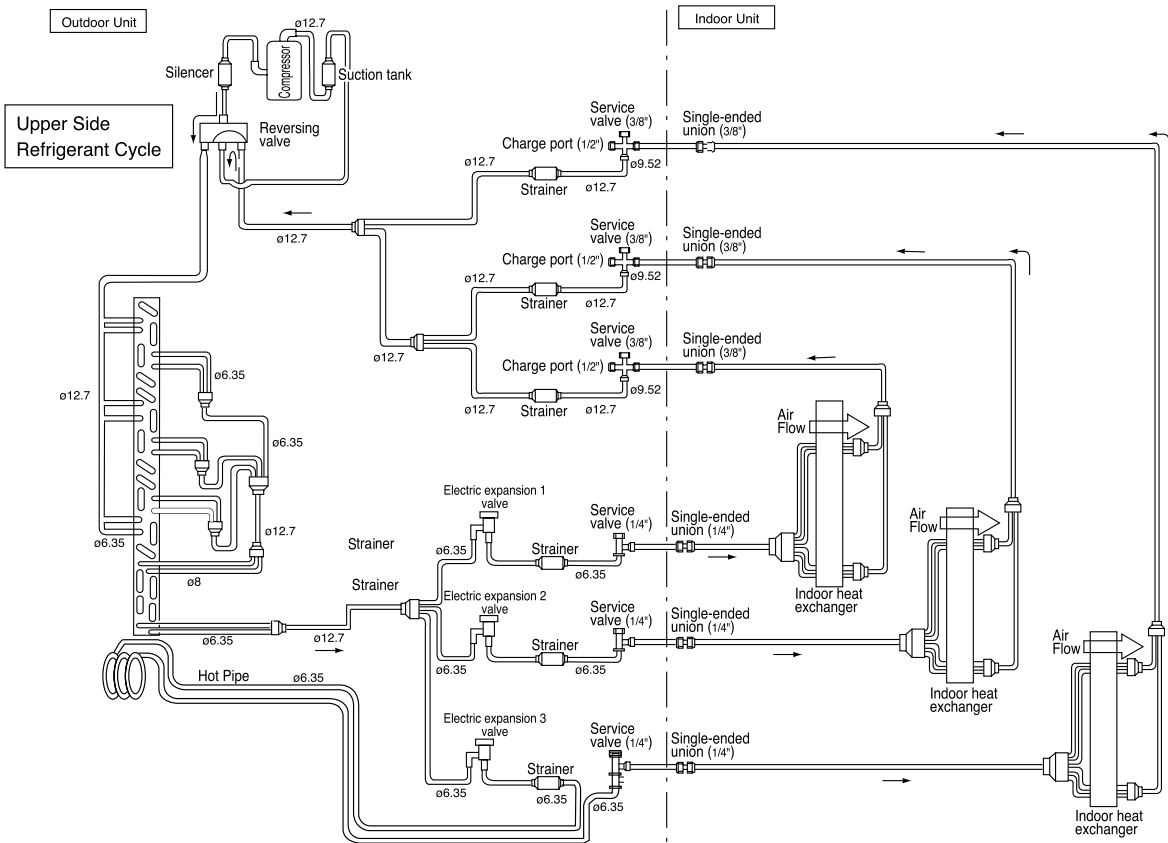 Outdoor Unit
Indoor Unit
ø12.7
Silencer
Compressor
Suction tank
Upper Side
Refrigerant Cycle
Reversing
valve
Service
valve (3/8")
Single-ended
union (3/8")
Charge port (1/2")
ø12.7
ø9.52
Strainer
ø12.7
ø12.7
Service
valve (3/8")
Single-ended
union (3/8")
Charge port (1/2")
ø12.7
ø9.52
Strainer
ø12.7
Service
valve (3/8")
Single-ended
union (3/8")
ø12.7
Charge port (1/2")
ø9.52
ø12.7
Strainer
ø12.7
ø6.35
ø12.7
ø6.35
ø12.7
ø6.35
ø8
ø6.35
ø12.7
Air
Flow
Indoor heat
exchanger
Electric expansion 1
valve
Service
valve (1/4")
Single-ended
union (1/4")
Strainer
ø6.35
Strainer
ø6.35
Strainer
Air
Flow
Indoor heat
exchanger
Electric expansion 2
valve
Service
valve (1/4")
Single-ended
union (1/4")
Strainer
ø6.35
ø6.35
Hot Pipe
ø6.35
Air
Flow
Indoor heat
exchanger
Electric expansion 3
valve
Service
valve (1/4")
Single-ended
union (1/4")
Strainer
ø6.35
ø6.35
ø6.35